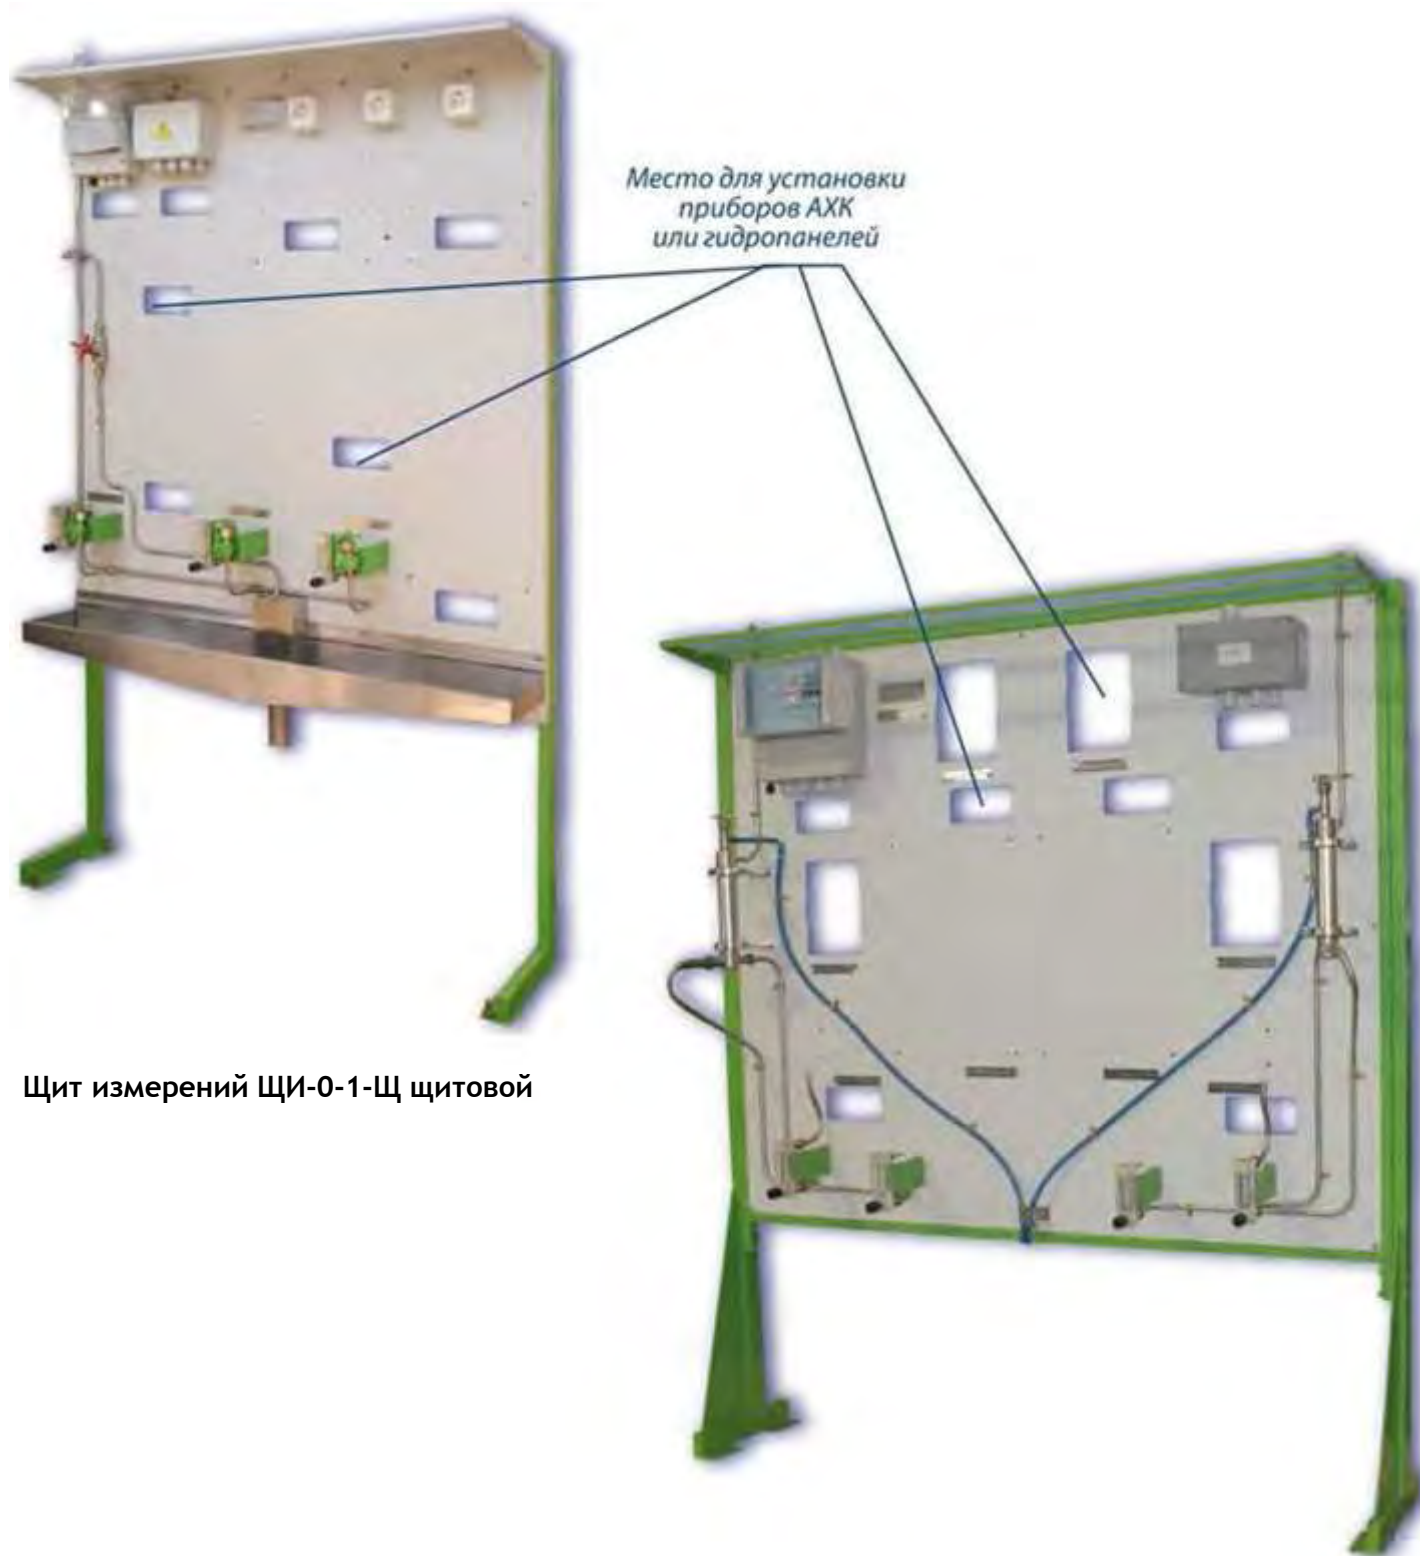 Место для установки
приборов АХК
или гидропанелей
Щит измерений ЩИ-0-1-Щ щитовой